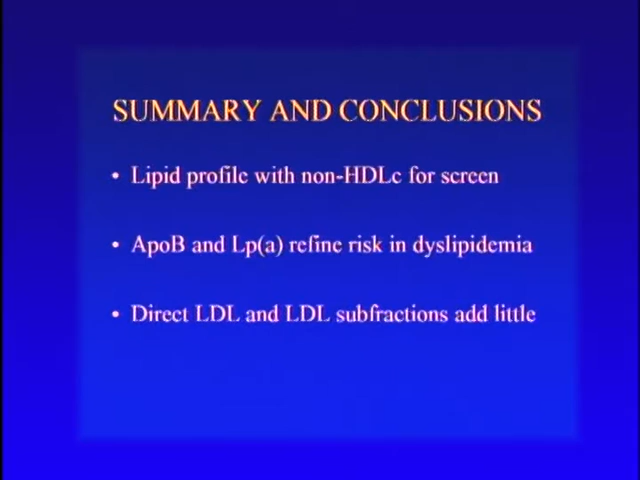 SUMMARY AND CONCLUSIONS
• Lipid profile with non-HDLc for screen
• ApoB and Lp(a) refine risk in dyslipidemia
• Direct LDL and LDL subfractions add little